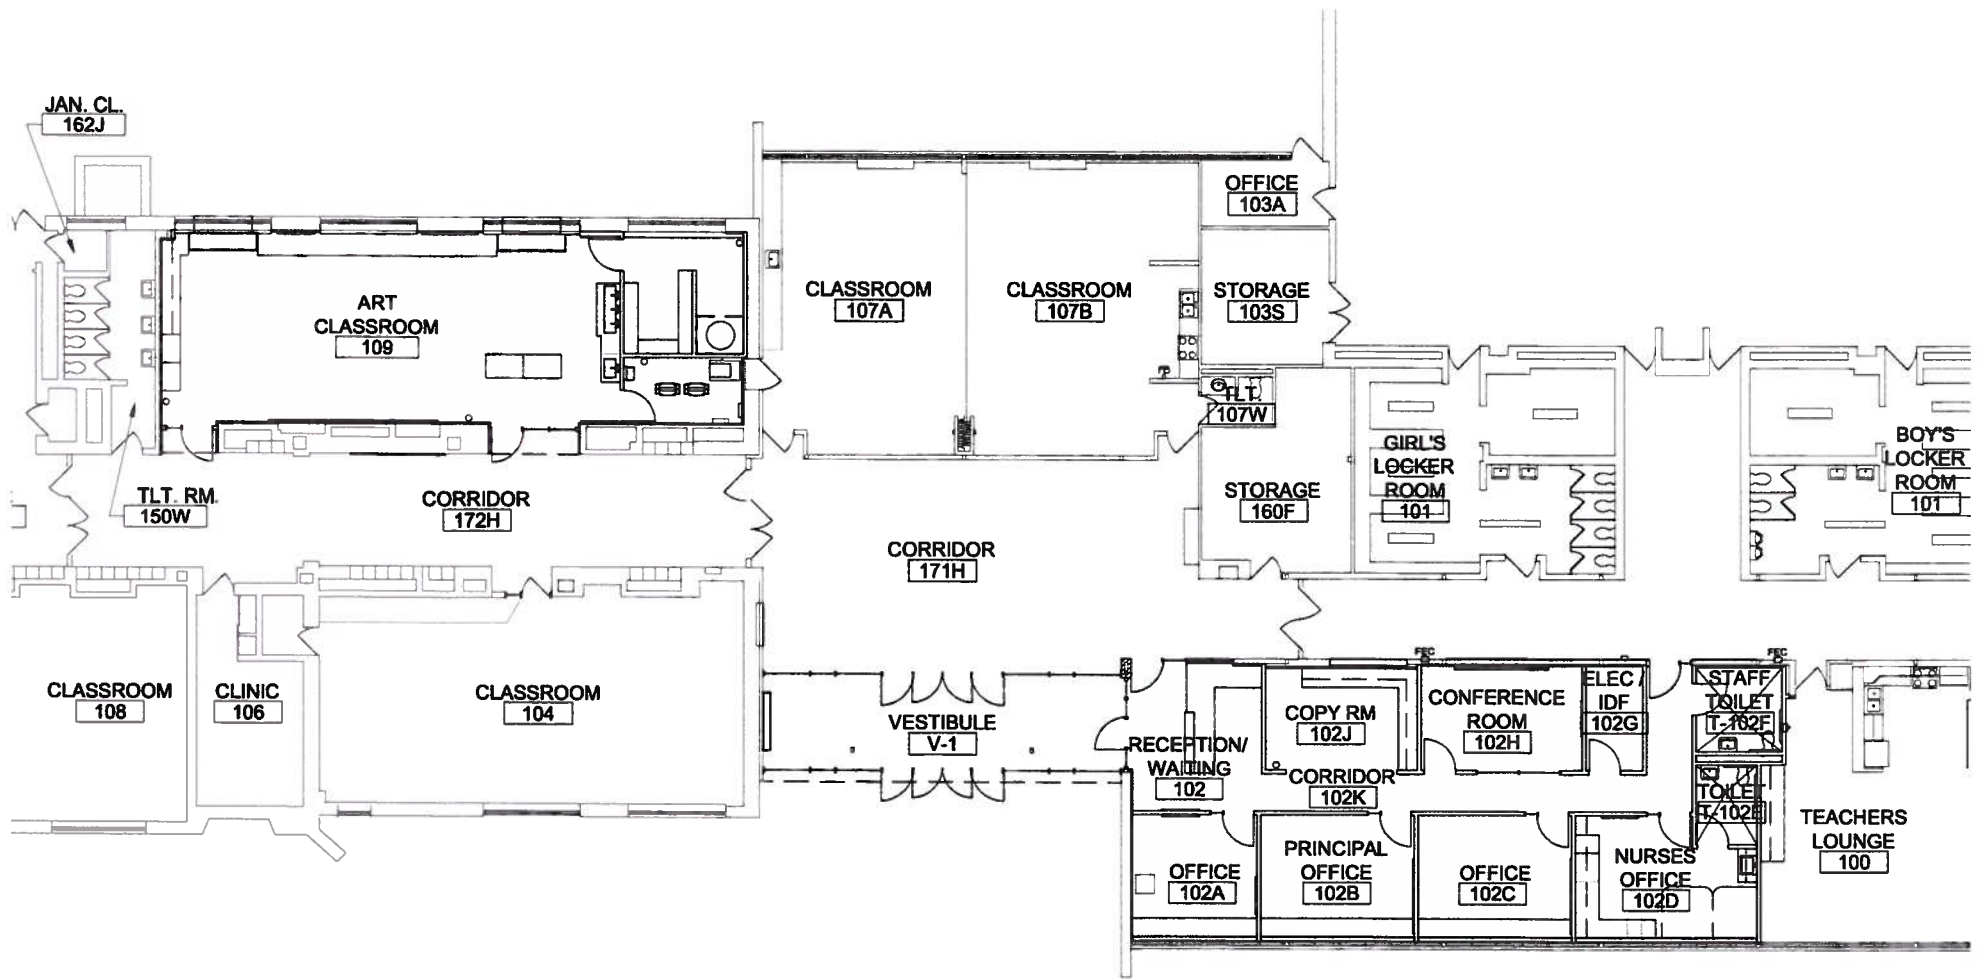 JAN. CL.
162J
OFFICE
103A
CLASSROOM
107A
CLASSROOM
107B
STORAGE
103S
ART
CLASSROOM
109
TLT.
107W
GIRL'S
LOCKER
ROOM
101
BOY'S
LOCKER
ROOM
101
TLT. RM.
150W
CORRIDOR
172H
STORAGE
160F
CORRIDOR
171H
FEC
FEC
CLASSROOM
108
CLINIC
106
CLASSROOM
104
VESTIBULE
V-1
RECEPTION/
WAITING
102
COPY RM
102J
CONFERENCE
ROOM
102H
ELEC /
IDF
102G
STAFF
TOILET
T-102F
CORRIDOR
102K
TOILET
T-102E
TEACHERS
LOUNGE
100
OFFICE
102A
PRINCIPAL
OFFICE
102B
OFFICE
102C
NURSES
OFFICE
102D